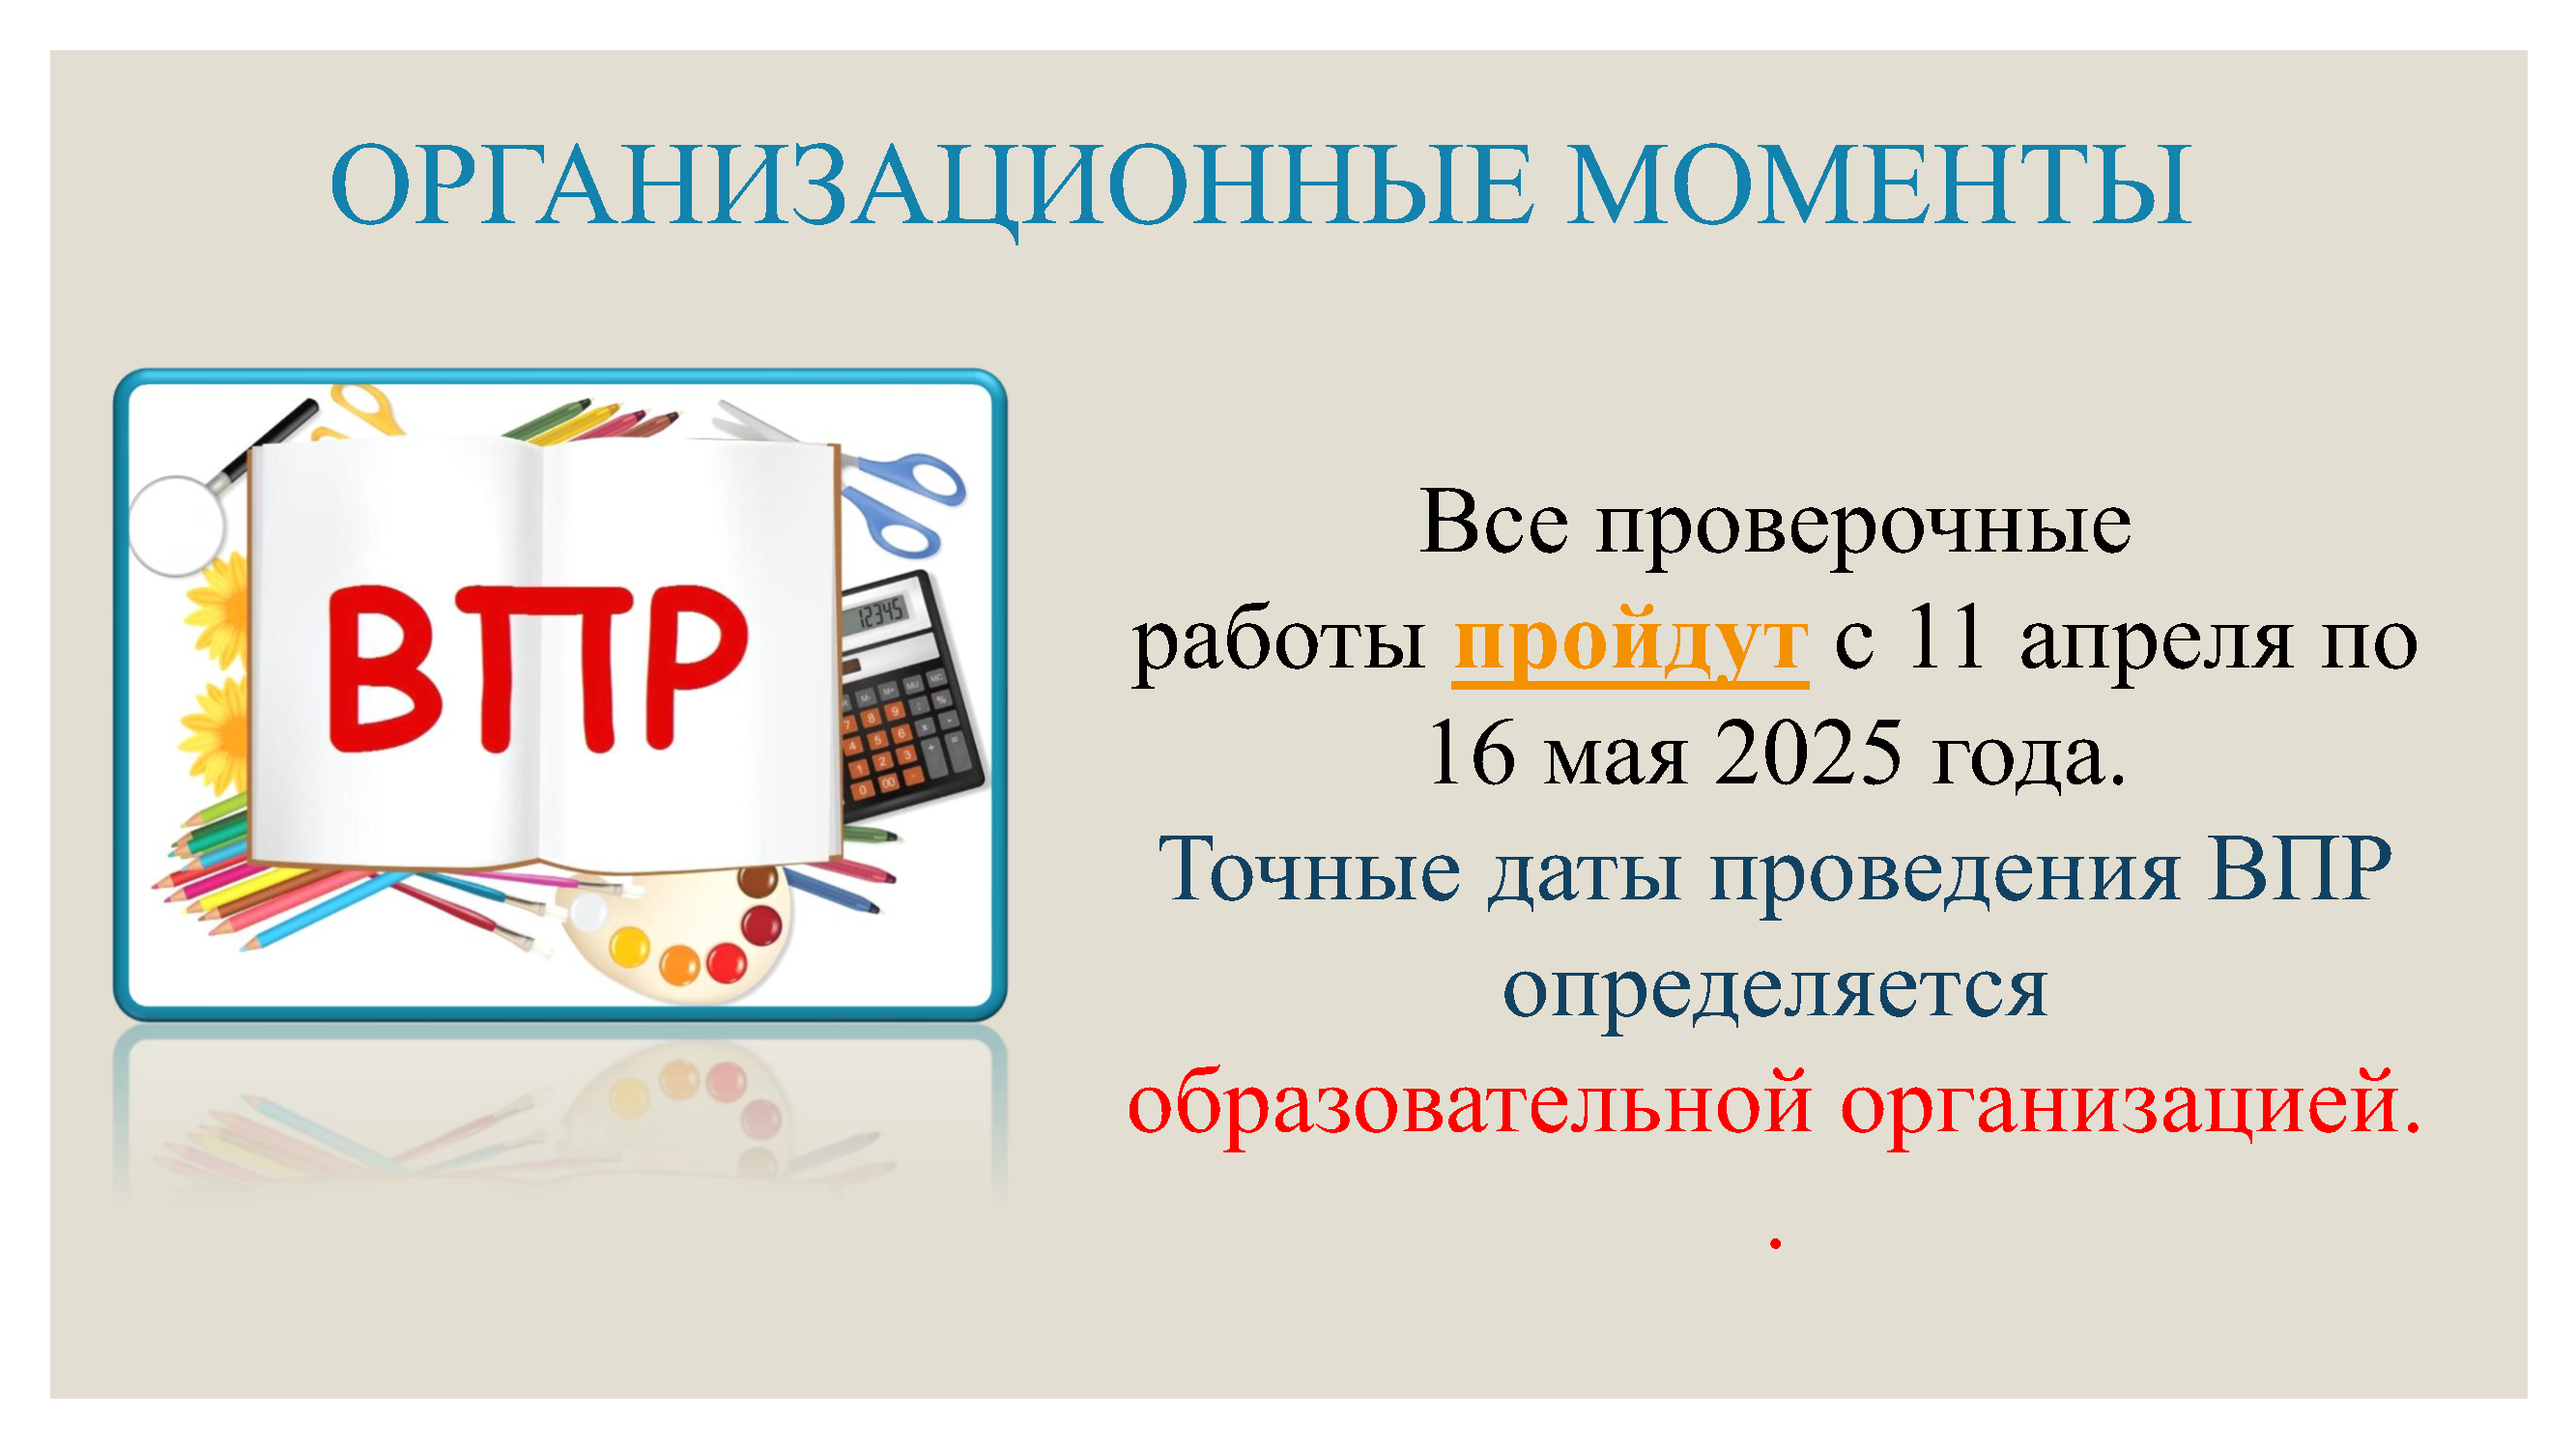 ОРГАНИЗАЦИОННЫЕ МОМЕНТЫ
ВПР
12345
Все проверочные
работы пройдут с 11 апреля по
16 мая 2025 года.
Точные даты проведения ВПР
определяется
образовательной организацией.
.